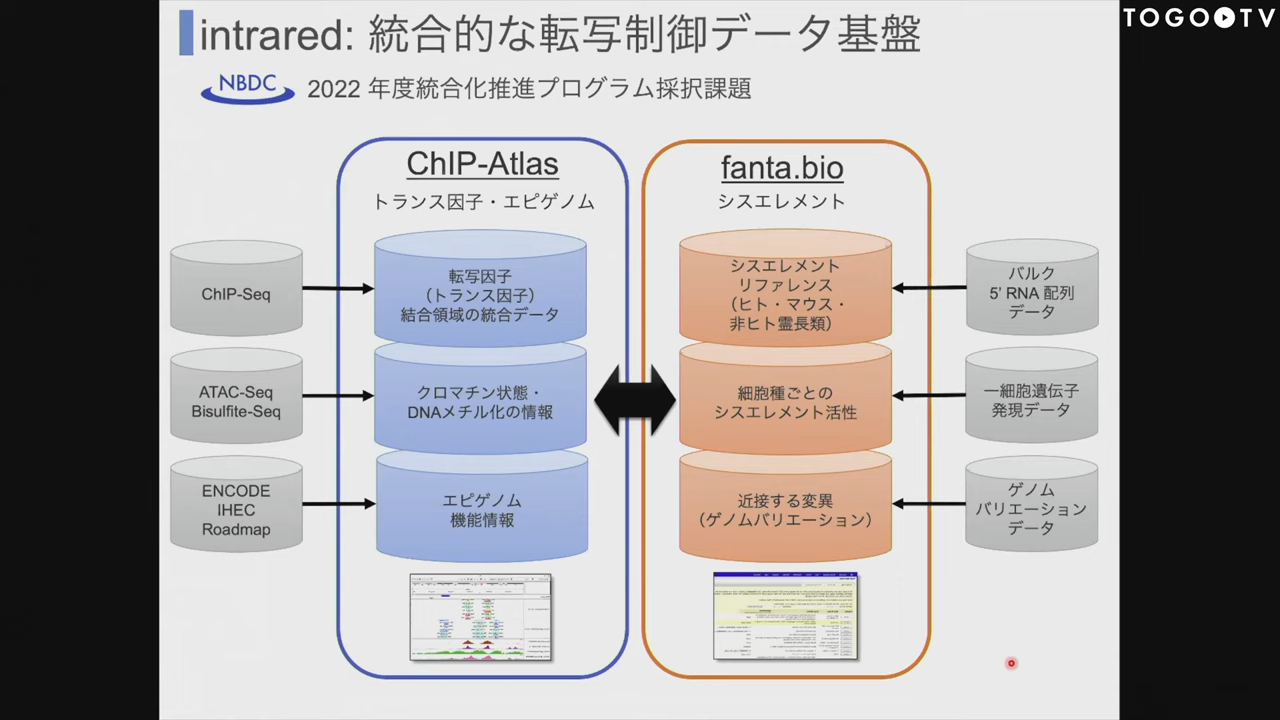 TOGOTV
intrared: 統合的な転写制御データ基盤
NBDC
2022 年度統合化推進プログラム採択課題
ChIP-Atlas
トランス因子・エピゲノム
ChIP-Seq
転写因子
（トランス因子）
結合領域の統合データ
ATAC-Seq
Bisulfite-Seq
クロマチン状態・
DNAメチル化の情報
ENCODE
IHEC
Roadmap
エピゲノム
機能情報
fanta.bio
シスエレメント
シスエレメント
リファレンス
（ヒト・マウス・
非ヒト霊長類）
バルク
5' RNA 配列
データ
細胞種ごとの
シスエレメント活性
一細胞遺伝子
発現データ
近接する変異
（ゲノムバリエーション）
ゲノム
バリエーション
データ